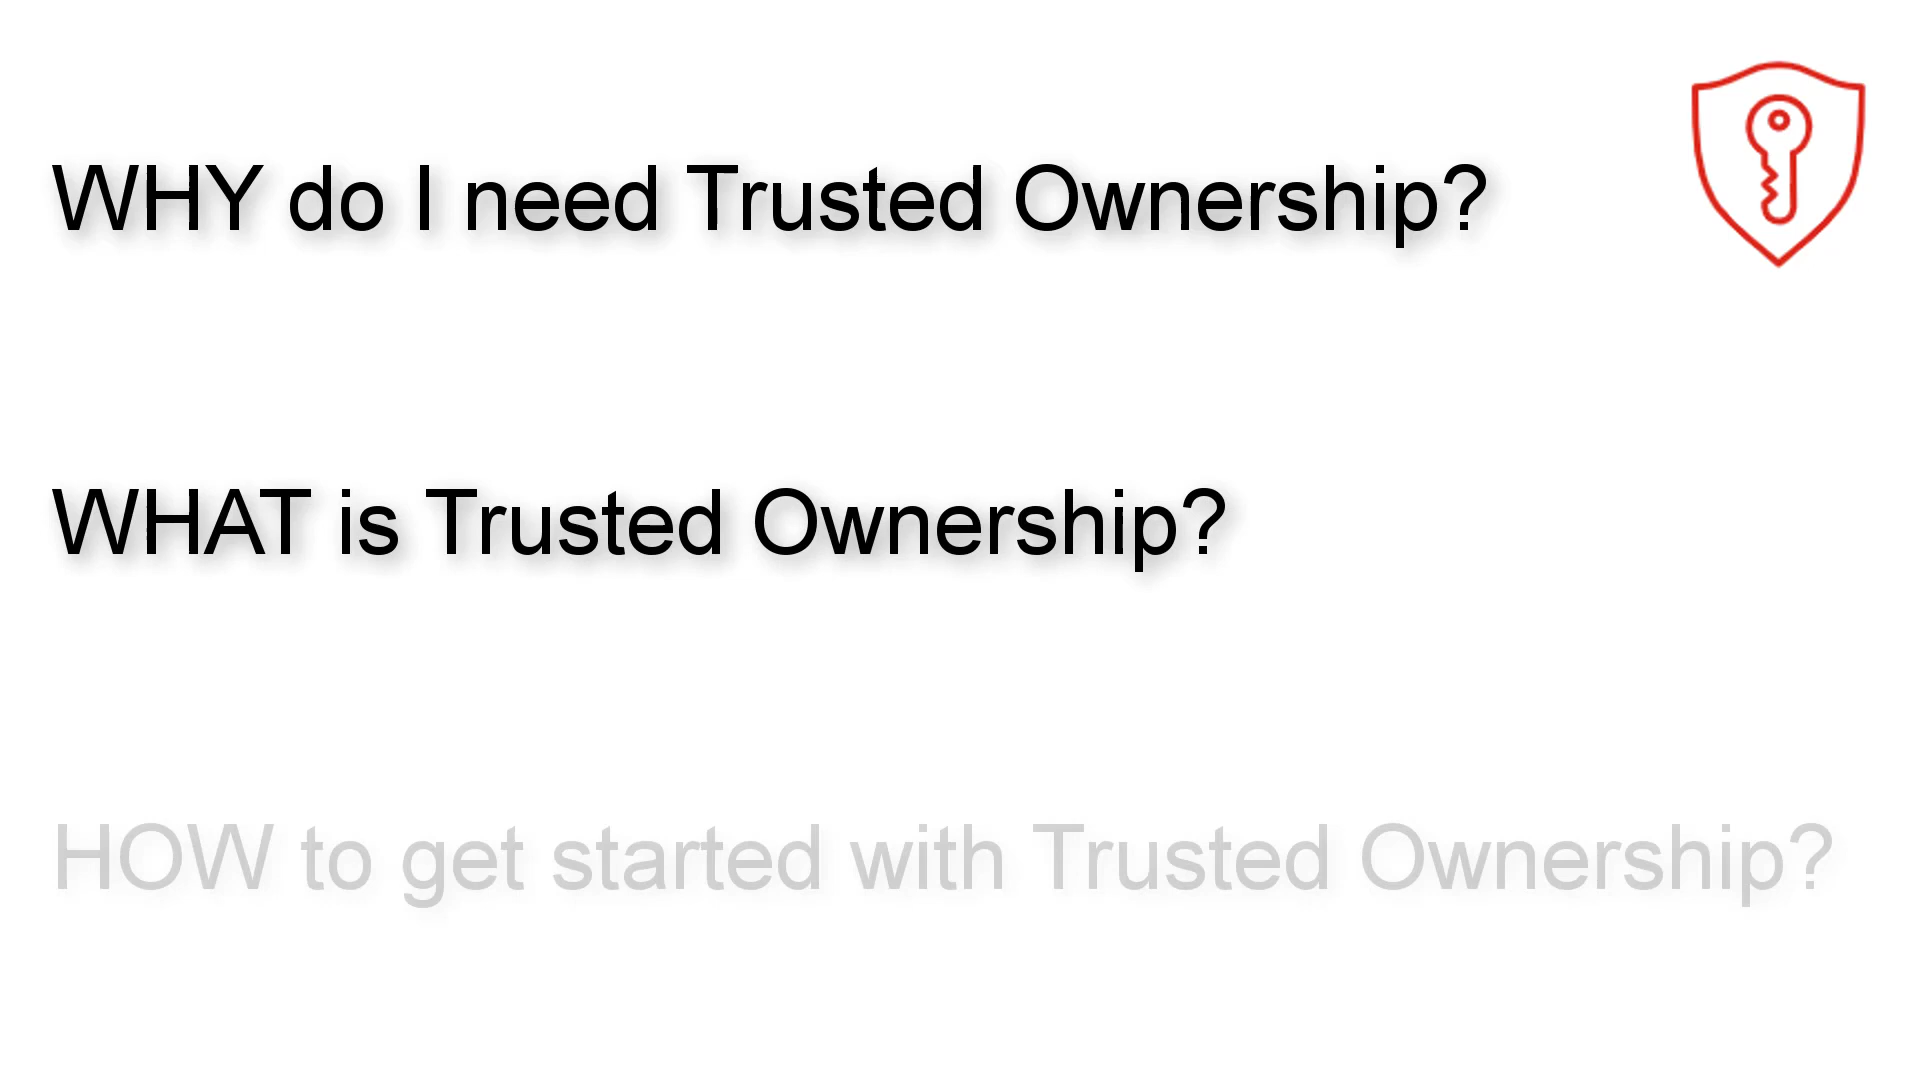 WHY do I need Trusted Ownership?
WHAT is Trusted Ownership?
HOW to get started with Trusted Ownership?